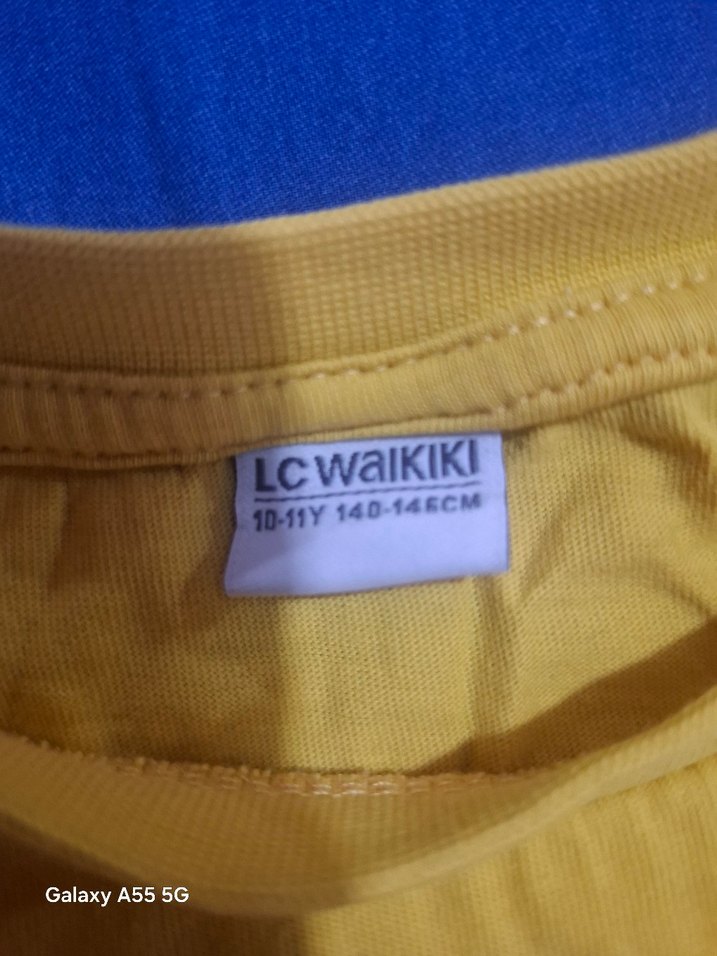 LC WAIKIKI
10-11Y 140-146CM
Galaxy A55 5G